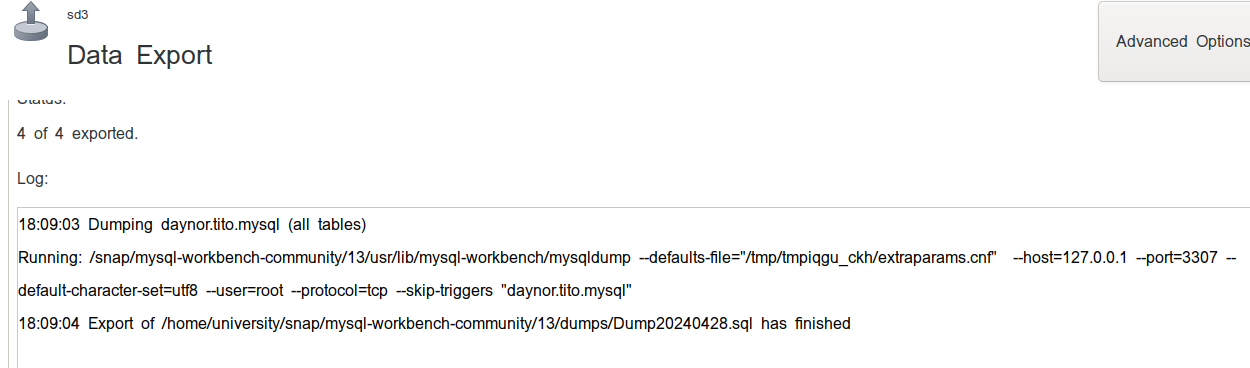 sd3
Data Export
Advanced Options
Status:
4 of 4 exported.
Log:
18:09:03 Dumping daynor.tito.mysql (all tables)
Running: /snap/mysql-workbench-community/13/usr/lib/mysql-workbench/mysqldump --defaults-file="/tmp/tmpiqgu_ckh/extraparams.cnf" --host=127.0.0.1 --port=3307 --
default-character-set=utf8 --user=root --protocol=tcp --skip-triggers "daynor.tito.mysql"
18:09:04 Export of /home/university/snap/mysql-workbench-community/13/dumps/Dump20240428.sql has finished